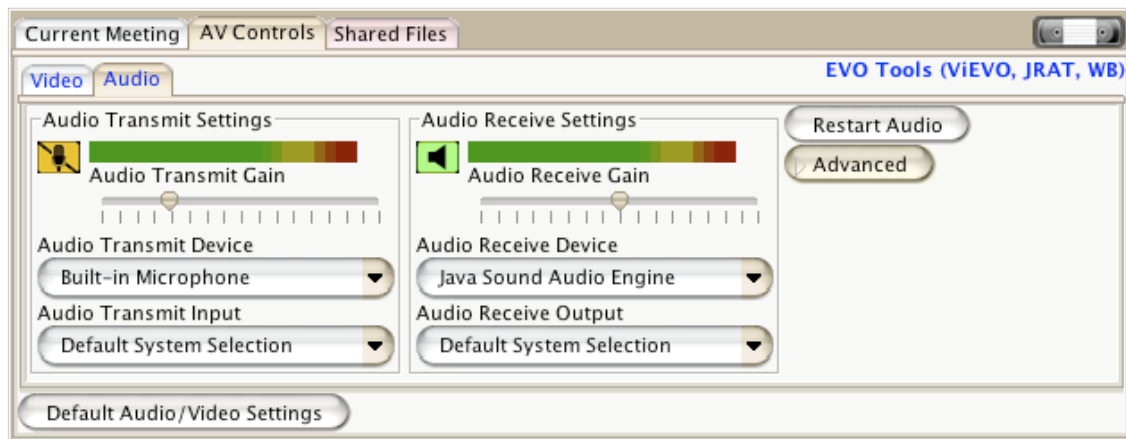 Current Meeting AV Controls Shared Files
Video Audio
EVO Tools (ViEVO, JRAT, WB)
Audio Transmit Settings
Audio Transmit Gain
Audio Transmit Device
Built-in Microphone
Audio Transmit Input
Default System Selection
Audio Receive Settings
Audio Receive Gain
Audio Receive Device
Java Sound Audio Engine
Audio Receive Output
Default System Selection
Restart Audio
Advanced
Default Audio/Video Settings